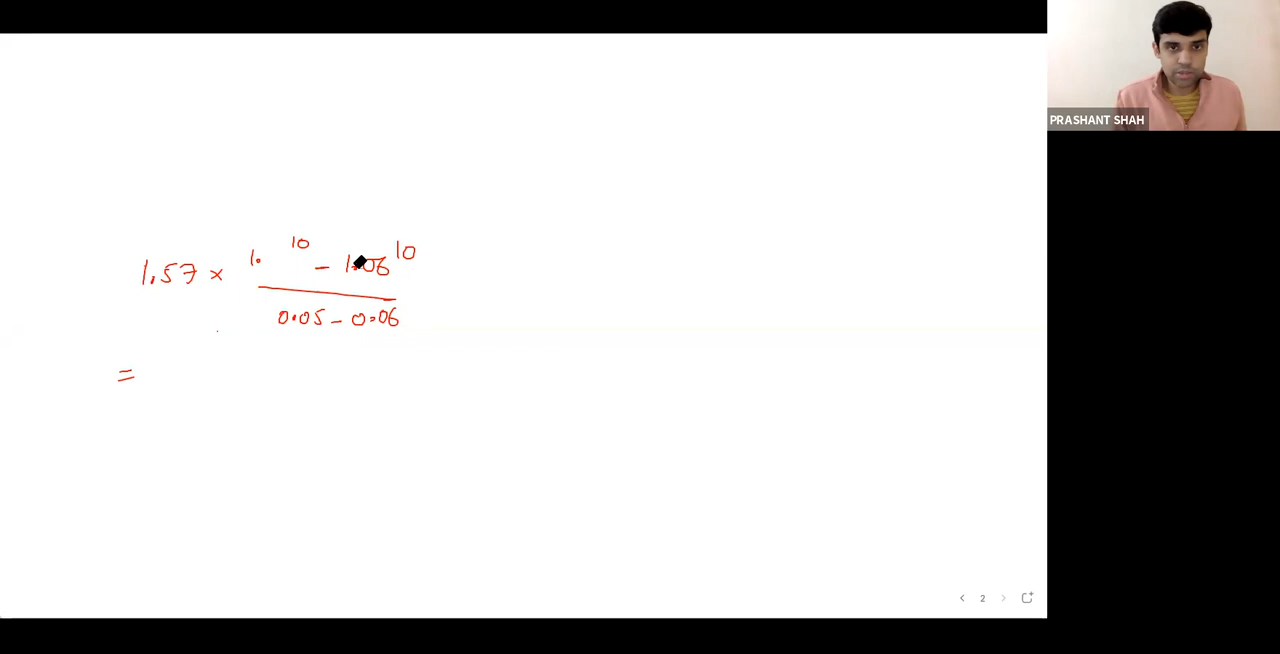 PRASHANT SHAH
1.57 × (1.  ^10 - 1.06^10) / (0.05 - 0.06)
=
2